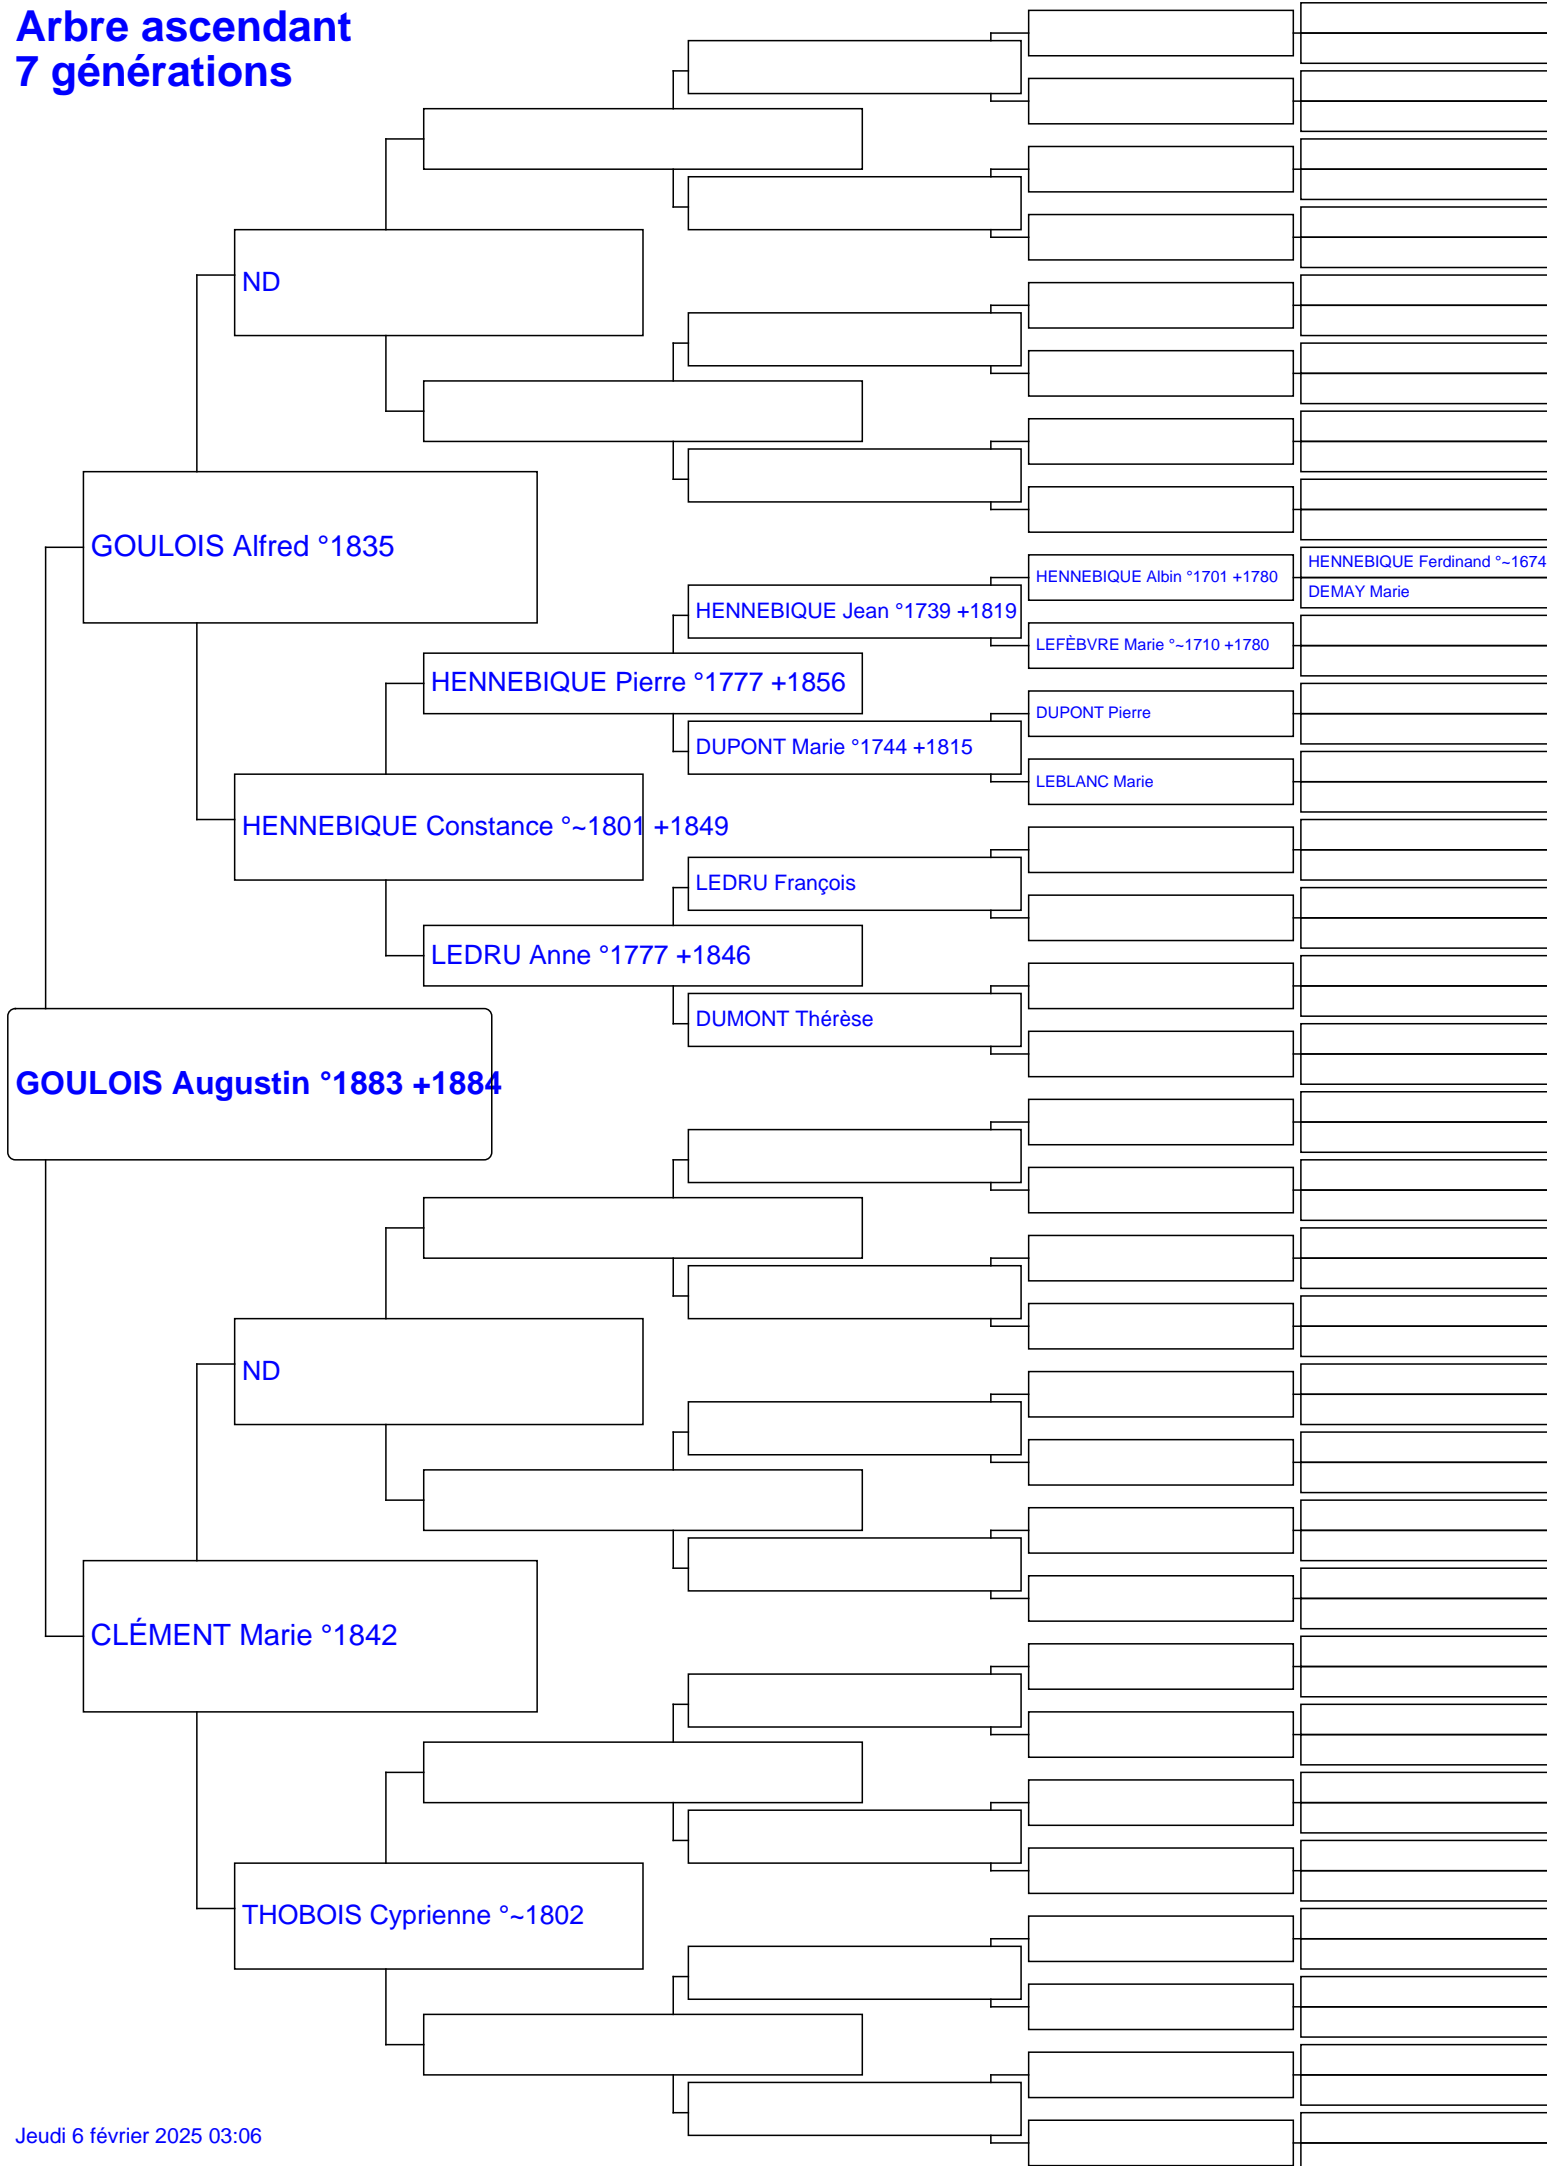 Arbre ascendant
7 générations
ND
GOULOIS Alfred °1835
HENNEBIQUE Ferdinand °~1674
HENNEBIQUE Albin °1701 +1780
DEMAY Marie
HENNEBIQUE Jean °1739 +1819
LEFÈBVRE Marie °~1710 +1780
HENNEBIQUE Pierre °1777 +1856
DUPONT Pierre
DUPONT Marie °1744 +1815
LEBLANC Marie
HENNEBIQUE Constance °~1801 +1849
LEDRU François
LEDRU Anne °1777 +1846
DUMONT Thérèse
GOULOIS Augustin °1883 +1884
ND
CLÉMENT Marie °1842
THOBOIS Cyprienne °~1802
Jeudi 6 février 2025 03:06